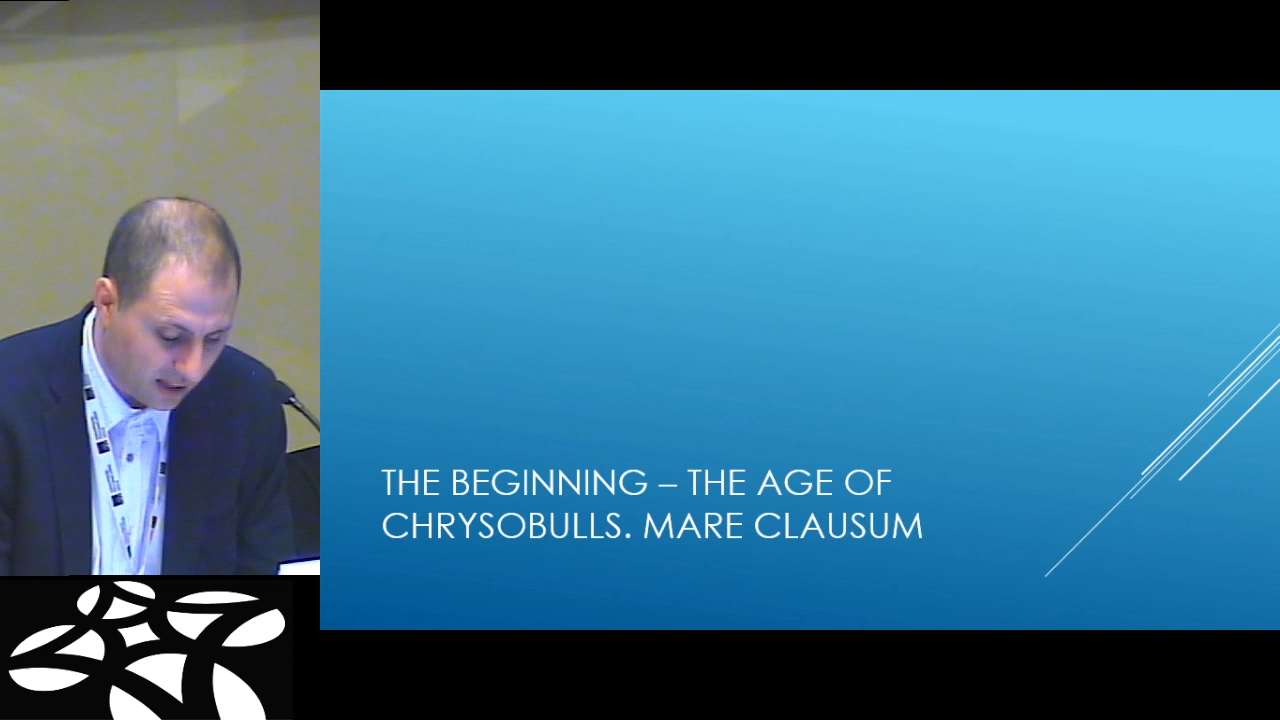 THE BEGINNING – THE AGE OF
CHRYSOBULLS. MARE CLAUSUM